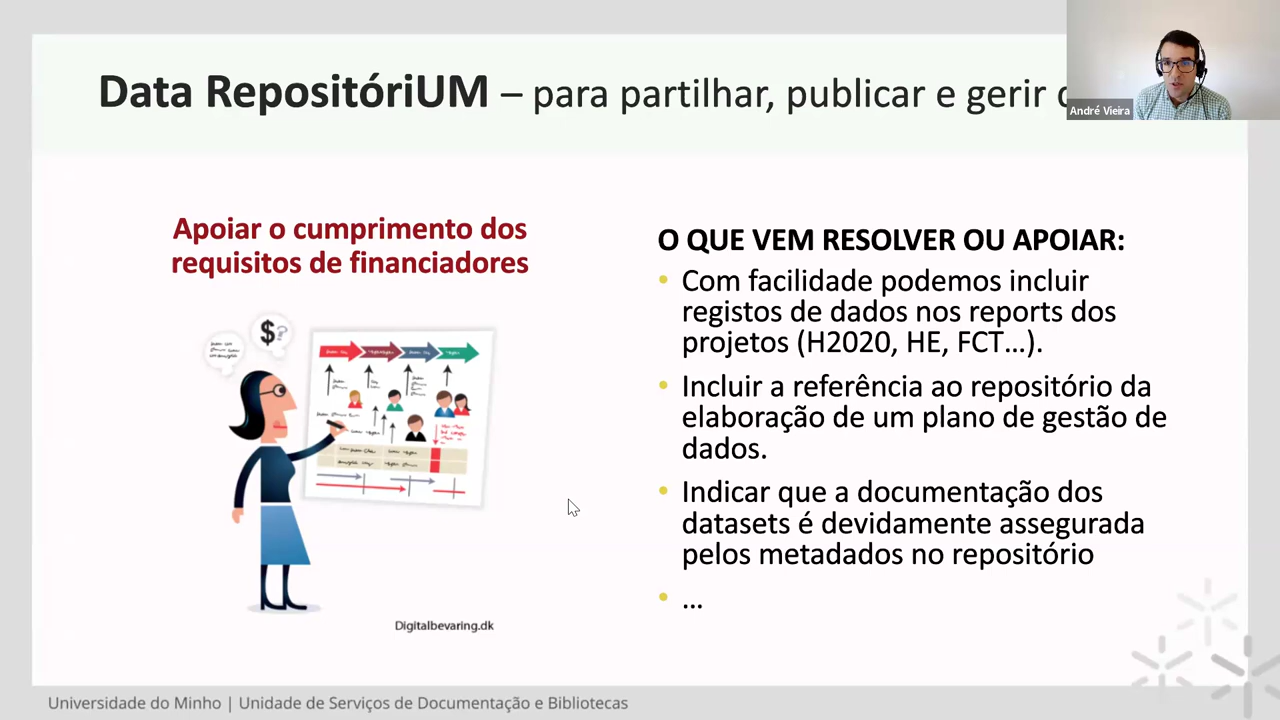 Data RepositóriUM – para partilhar, publicar e gerir
André Vieira
Apoiar o cumprimento dos
requisitos de financiadores
$?
O QUE VEM RESOLVER OU APOIAR:
• Com facilidade podemos incluir
registos de dados nos reports dos
projetos (H2020, HE, FCT...).
• Incluir a referência ao repositório da
elaboração de um plano de gestão de
dados.
• Indicar que a documentação dos
datasets é devidamente assegurada
pelos metadados no repositório
• ...
Digitalbevaring.dk
Universidade do Minho | Unidade de Serviços de Documentação e Bibliotecas